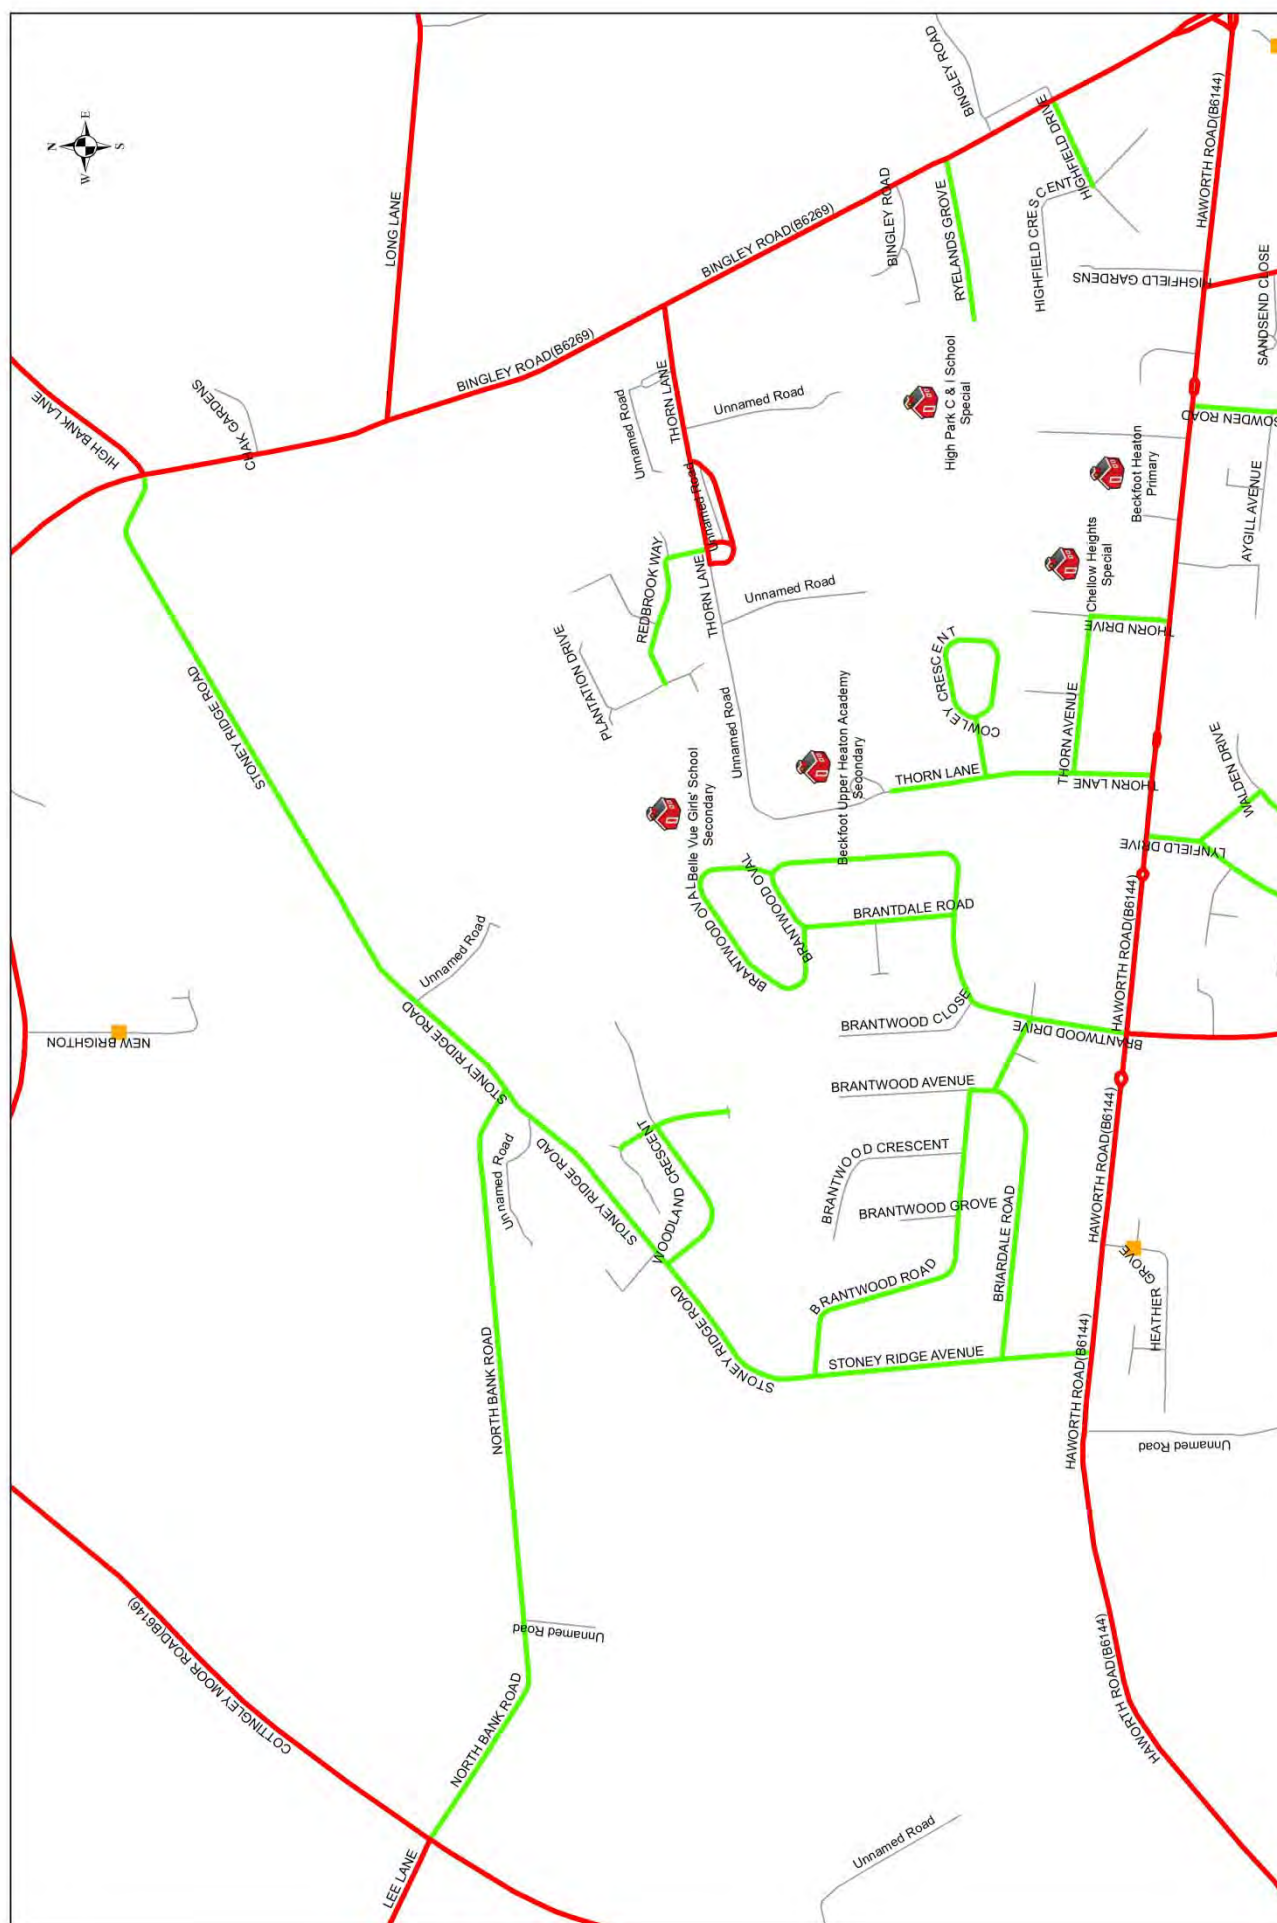 N
E
S
W
HIGH BANK LANE
CHAIK GARDENS
LONG LANE
BINGLEY ROAD(B6269)
BINGLEY ROAD(B6269)
BINGLEY ROAD
BINGLEY ROAD
RYELANDS GROVE
HIGHFIELD DRIVE
HIGHFIELD CRESCENT
HIGHFIELD GARDENS
HAWORTH ROAD(B6144)
SANDSEND CLOSE
SOWDEN ROAD
AYGILL AVENUE
High Park C & I School
Special
Beckfoot Heaton
Primary
Chellow Heights
Special
THORN LANE
Unnamed Road
Unnamed Road
Unnamed Road
THORN LANE
REDBROOK WAY
PLANTATION DRIVE
Unnamed Road
Unnamed Road
Belle Vue Girls' School
Secondary
Beckfoot Upper Heaton Academy
Secondary
COWLEY CRESCENT
THORN DRIVE
THORN AVENUE
THORN LANE
THORN LANE
WALDEN DRIVE
LYNFIELD DRIVE
STONEY RIDGE ROAD
Unnamed Road
NEW BRIGHTON
STONEY RIDGE ROAD
BRANTWOOD OVAL
BRANTWOOD OVAL
BRANTWOOD
BRANTWOOD
BRANTDALE ROAD
BRANTWOOD CLOSE
BRANTWOOD DRIVE
HAWORTH ROAD(B6144)
BRANTWOOD AVENUE
BRANTWOOD CRESCENT
BRANTWOOD GROVE
BRANTWOOD ROAD
BRIARDALE ROAD
HAWORTH ROAD(B6144)
STONEY RIDGE ROAD
Unnamed Road
WOODLAND CRESCENT
STONEY RIDGE ROAD
STONEY RIDGE AVENUE
HEATHER GROVE
HAWORTH ROAD(B6144)
Unnamed Road
NORTH BANK ROAD
Unnamed Road
NORTH BANK ROAD
COTTINGLEY MOOR ROAD(B6146)
LEE LANE
HAWORTH ROAD(B6144)
Unnamed Road